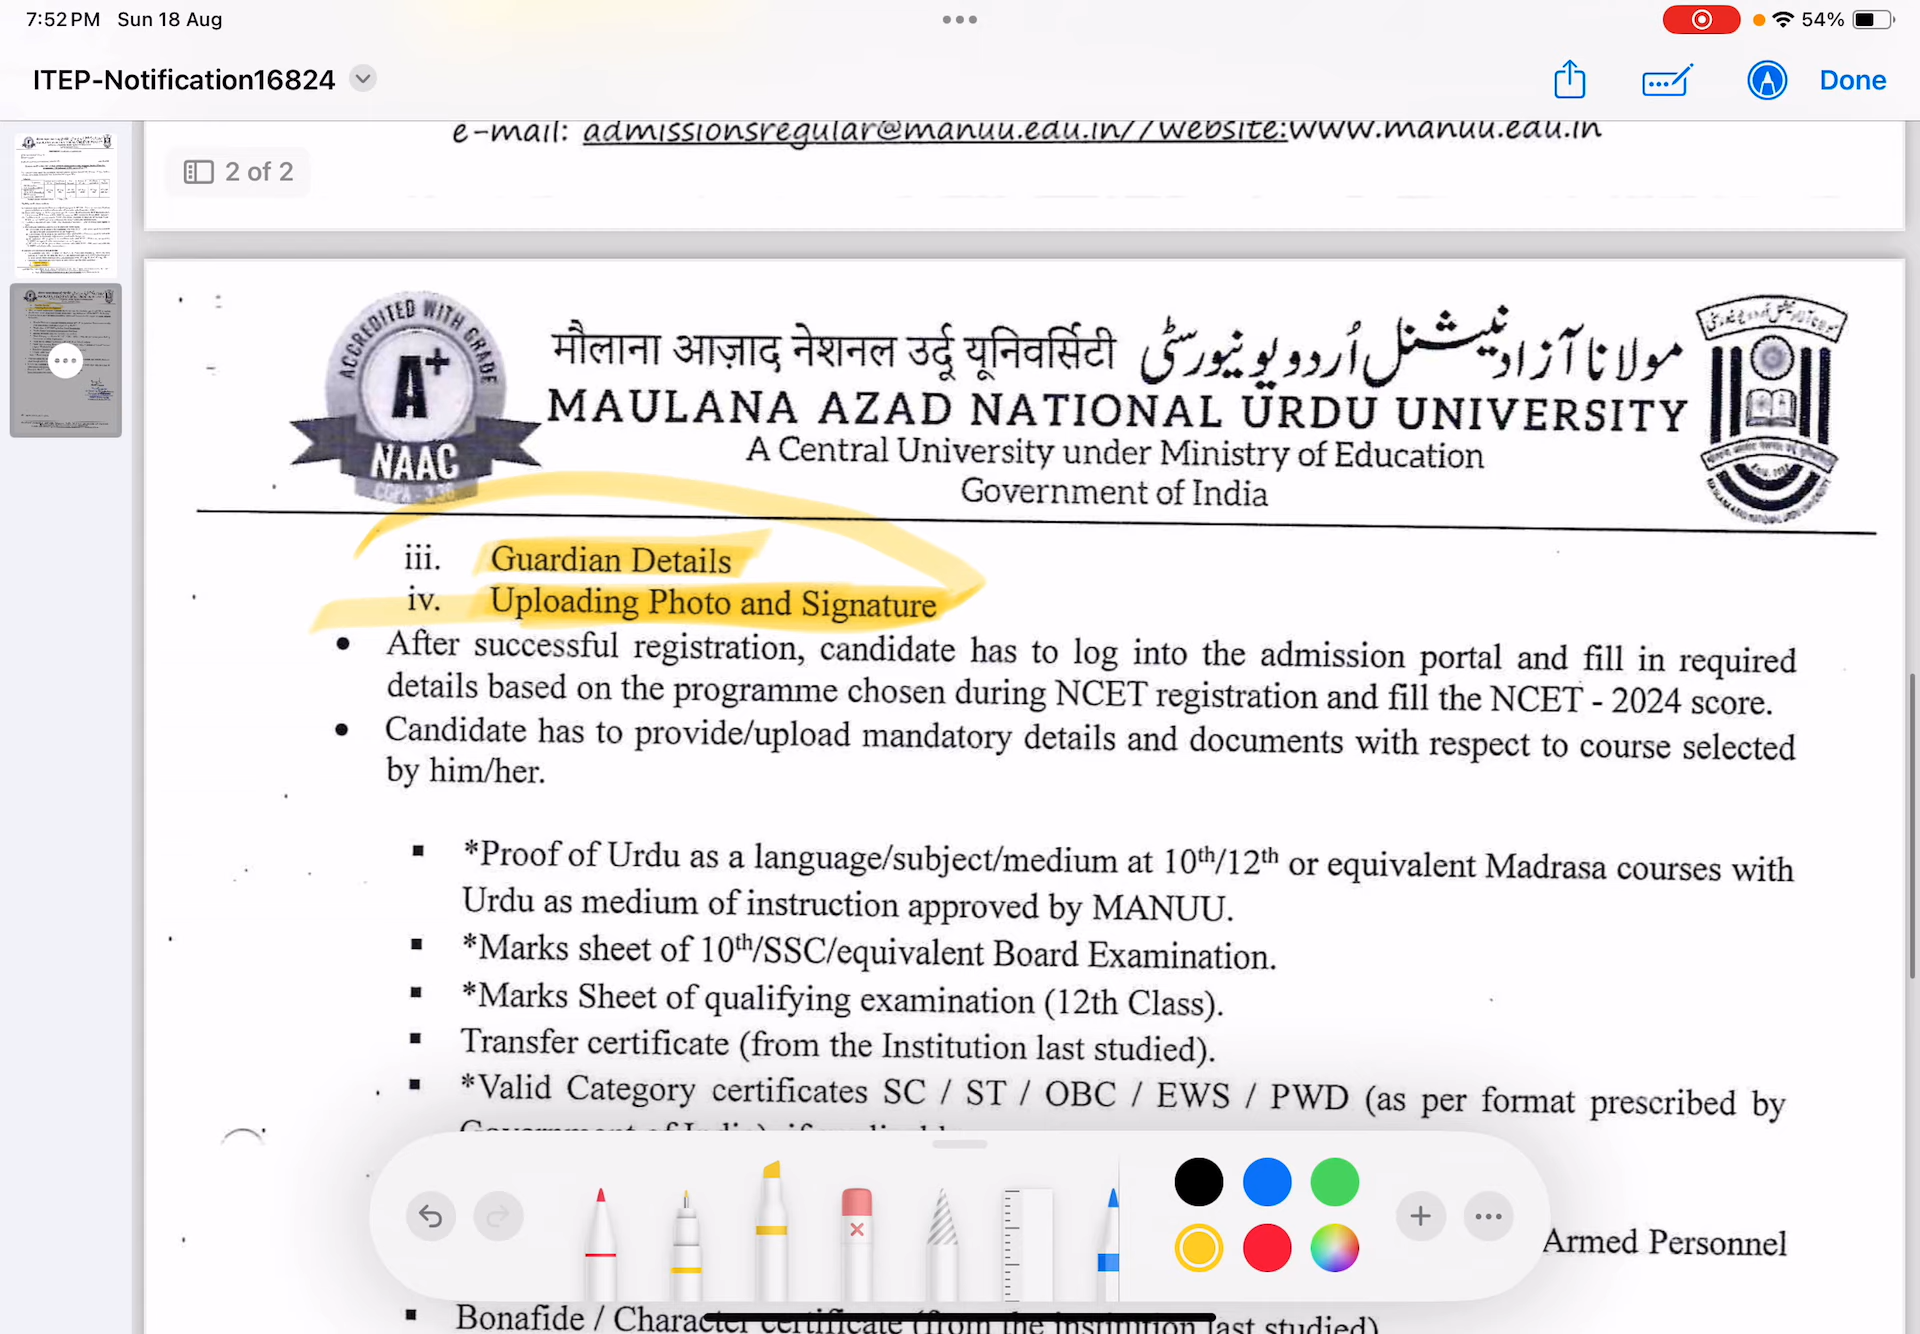 7:52 PM Sun 18 Aug
54%
ITEP-Notification16824
Done
e-mail: admissionsregular@manuu.edu.in//website:www.manuu.edu.in
2 of 2
ACCREDITED WITH GRADE
A+
NAAC
मौलाना आज़ाद नेशनल उर्दू यूनिवर्सिटी مولانا آزاد نیشنل اُردو یونیورسٹی
MAULANA AZAD NATIONAL URDU UNIVERSITY
A Central University under Ministry of Education
Government of India
iii. Guardian Details
iv. Uploading Photo and Signature
• After successful registration, candidate has to log into the admission portal and fill in required
details based on the programme chosen during NCET registration and fill the NCET - 2024 score.
• Candidate has to provide/upload mandatory details and documents with respect to course selected
by him/her.
▪ *Proof of Urdu as a language/subject/medium at 10th/12th or equivalent Madrasa courses with
Urdu as medium of instruction approved by MANUU.
▪ *Marks sheet of 10th/SSC/equivalent Board Examination.
▪ *Marks Sheet of qualifying examination (12th Class).
▪ Transfer certificate (from the Institution last studied).
▪ *Valid Category certificates SC / ST / OBC / EWS / PWD (as per format prescribed by
Armed Personnel
▪ Bonafide / Character certificate (from the institution last studied)